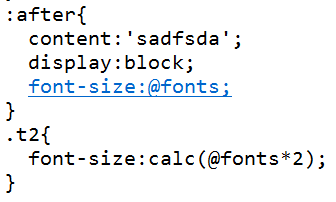 :after{
content:'sadfsda';
display:block;
font-size:@fonts;
}
.t2{
font-size:calc(@fonts*2);
}